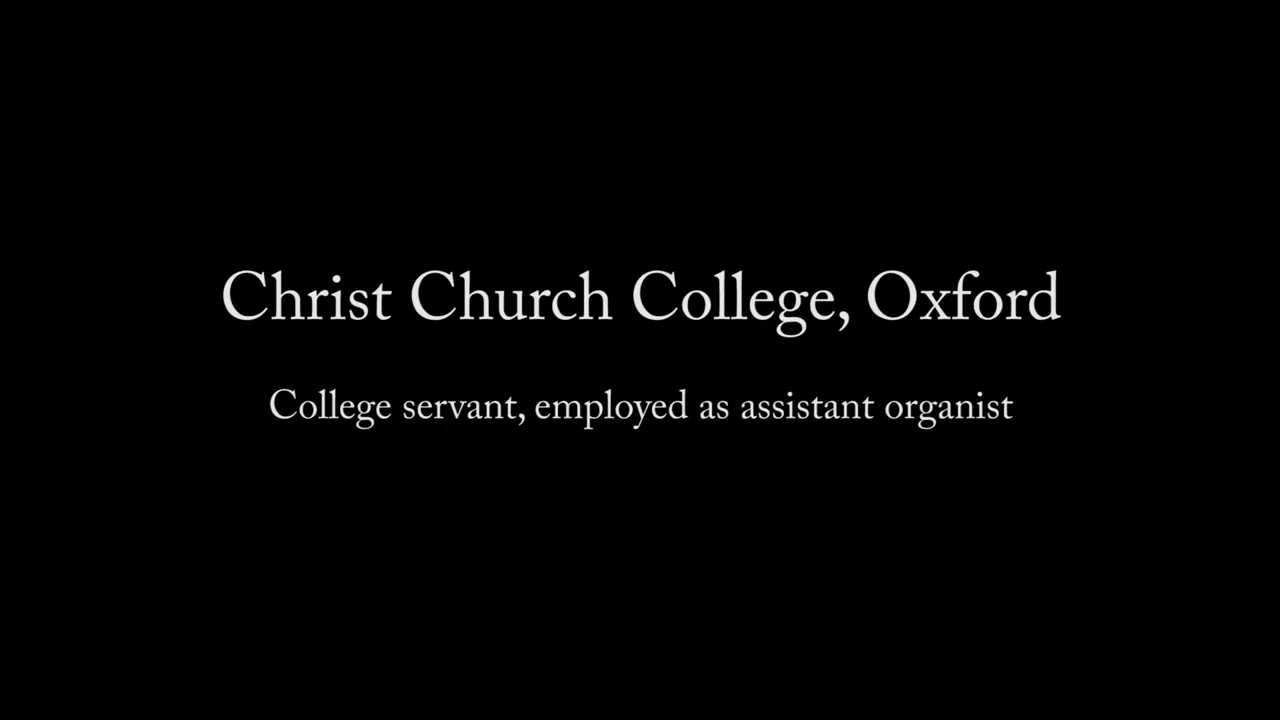 Christ Church College, Oxford
College servant, employed as assistant organist